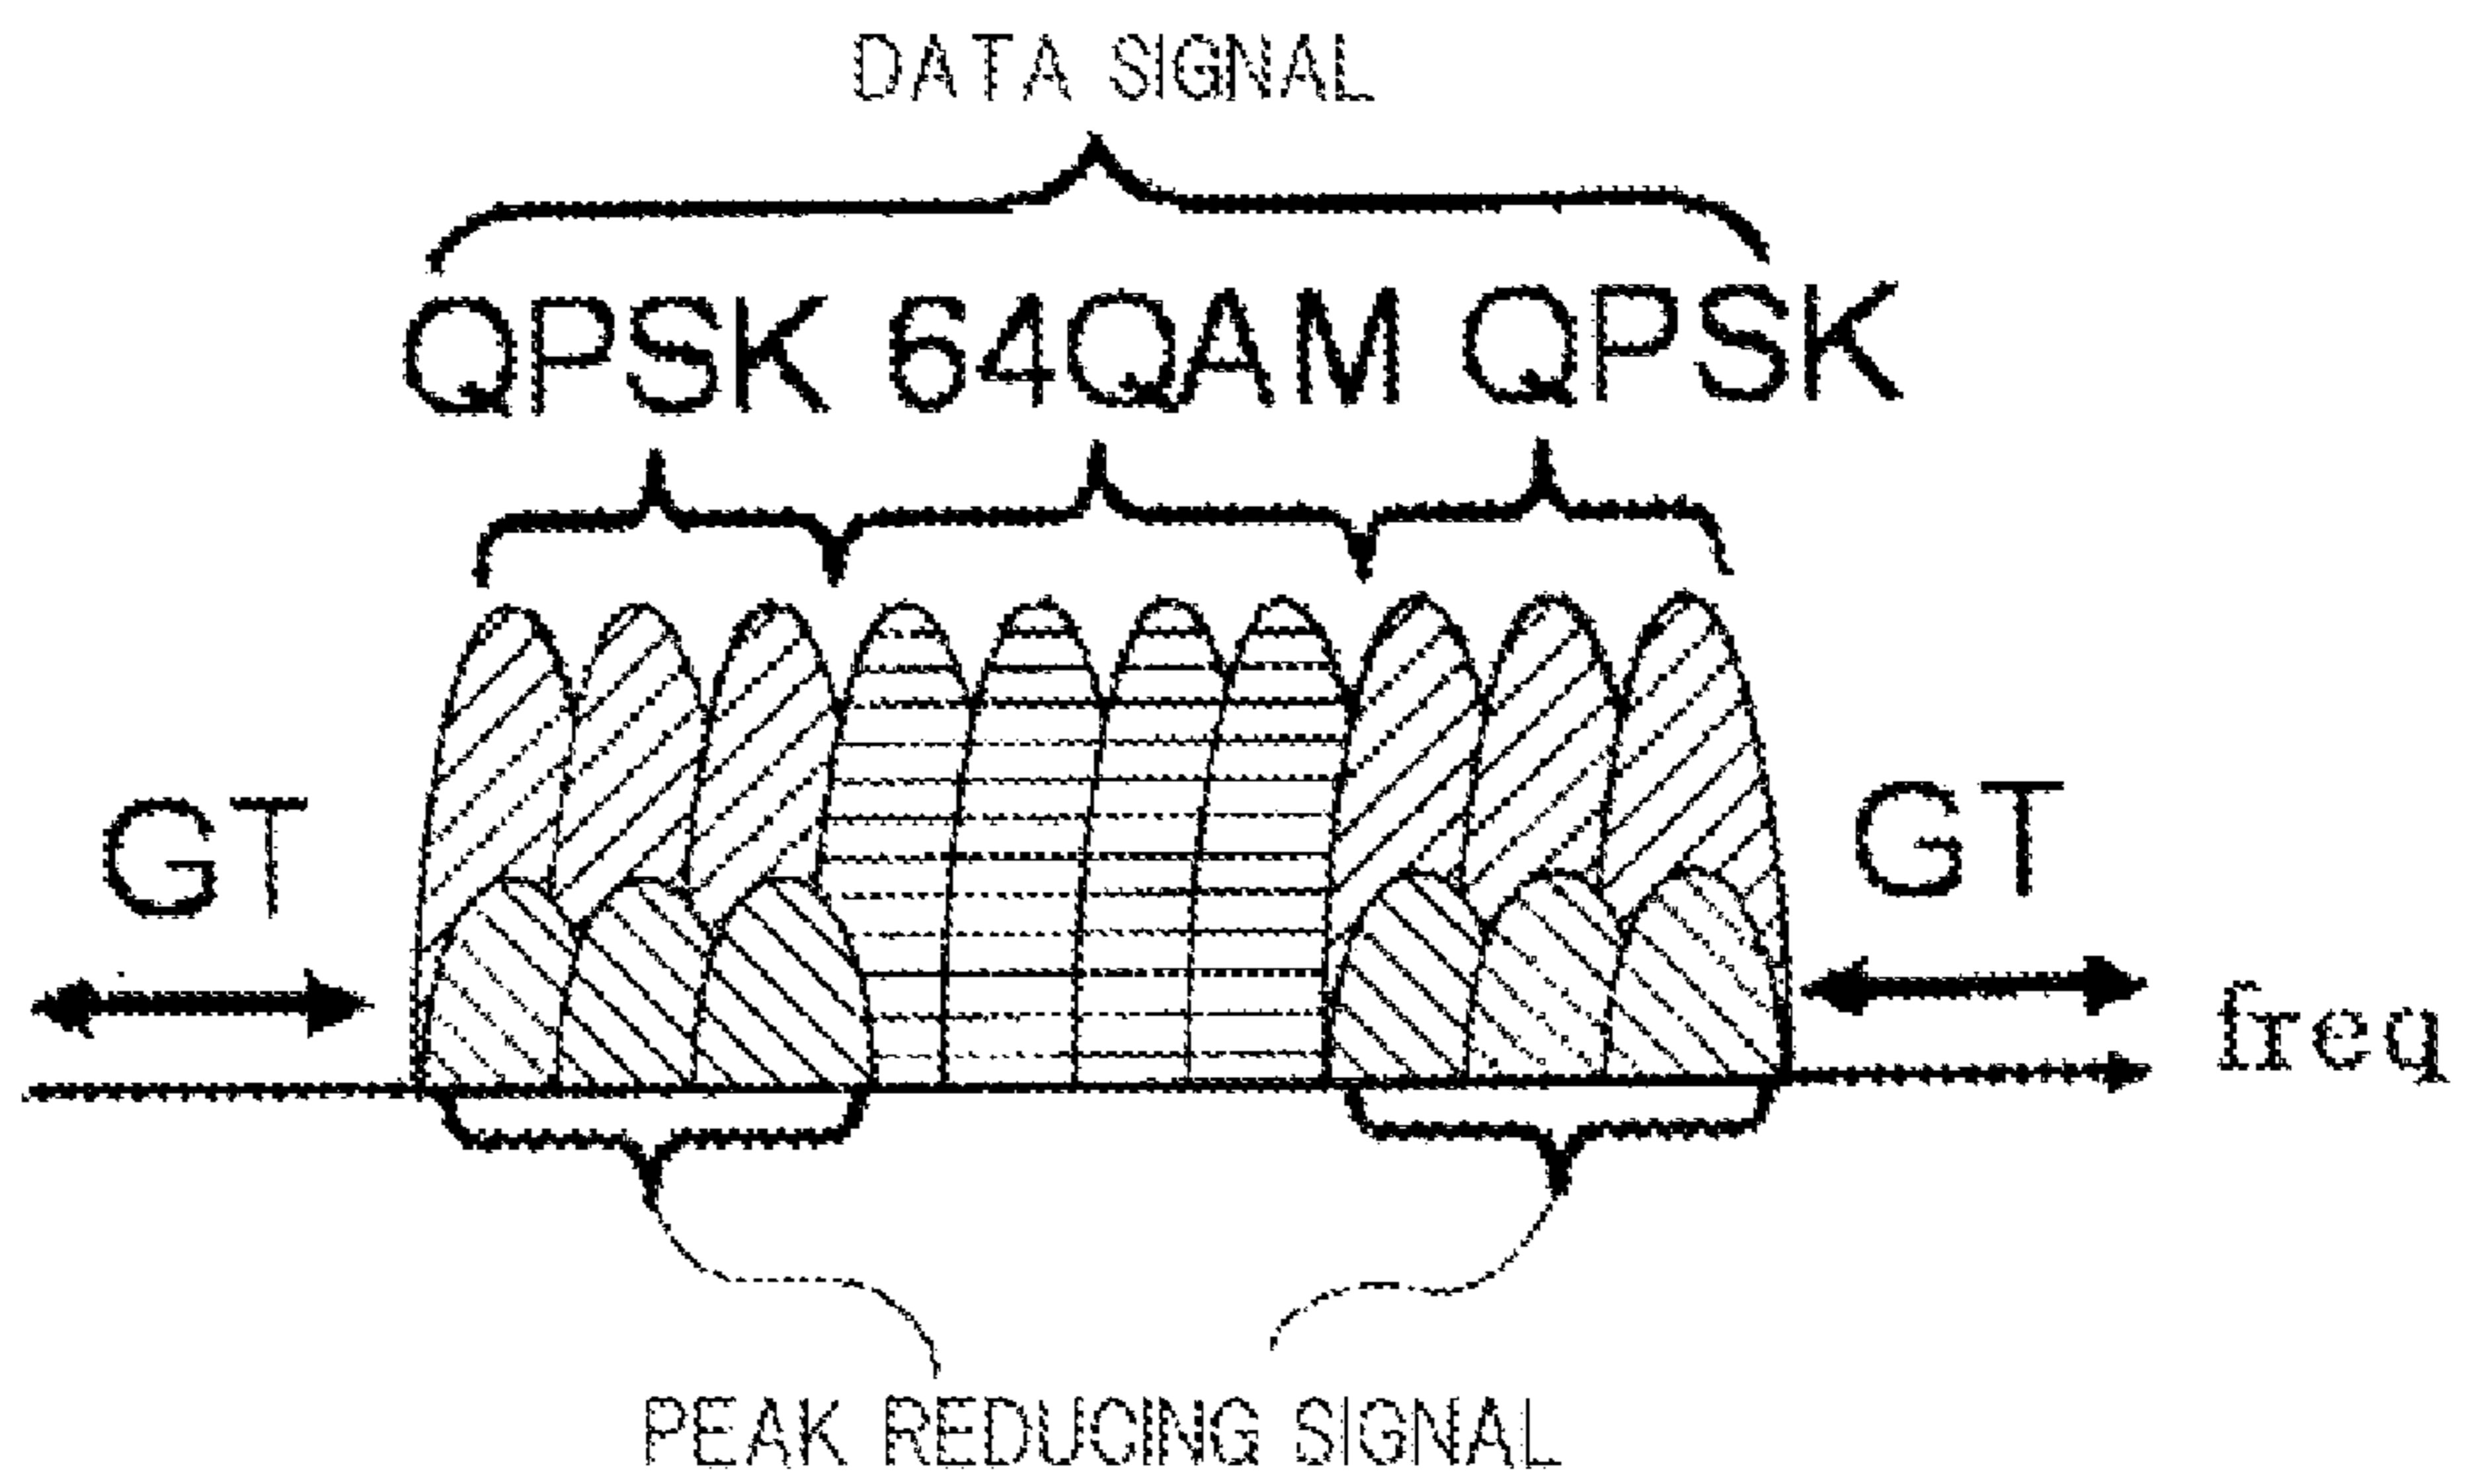 DATA SIGNAL
QPSK 64QAM QPSK
GT GT
freq
PEAK REDUCING SIGNAL